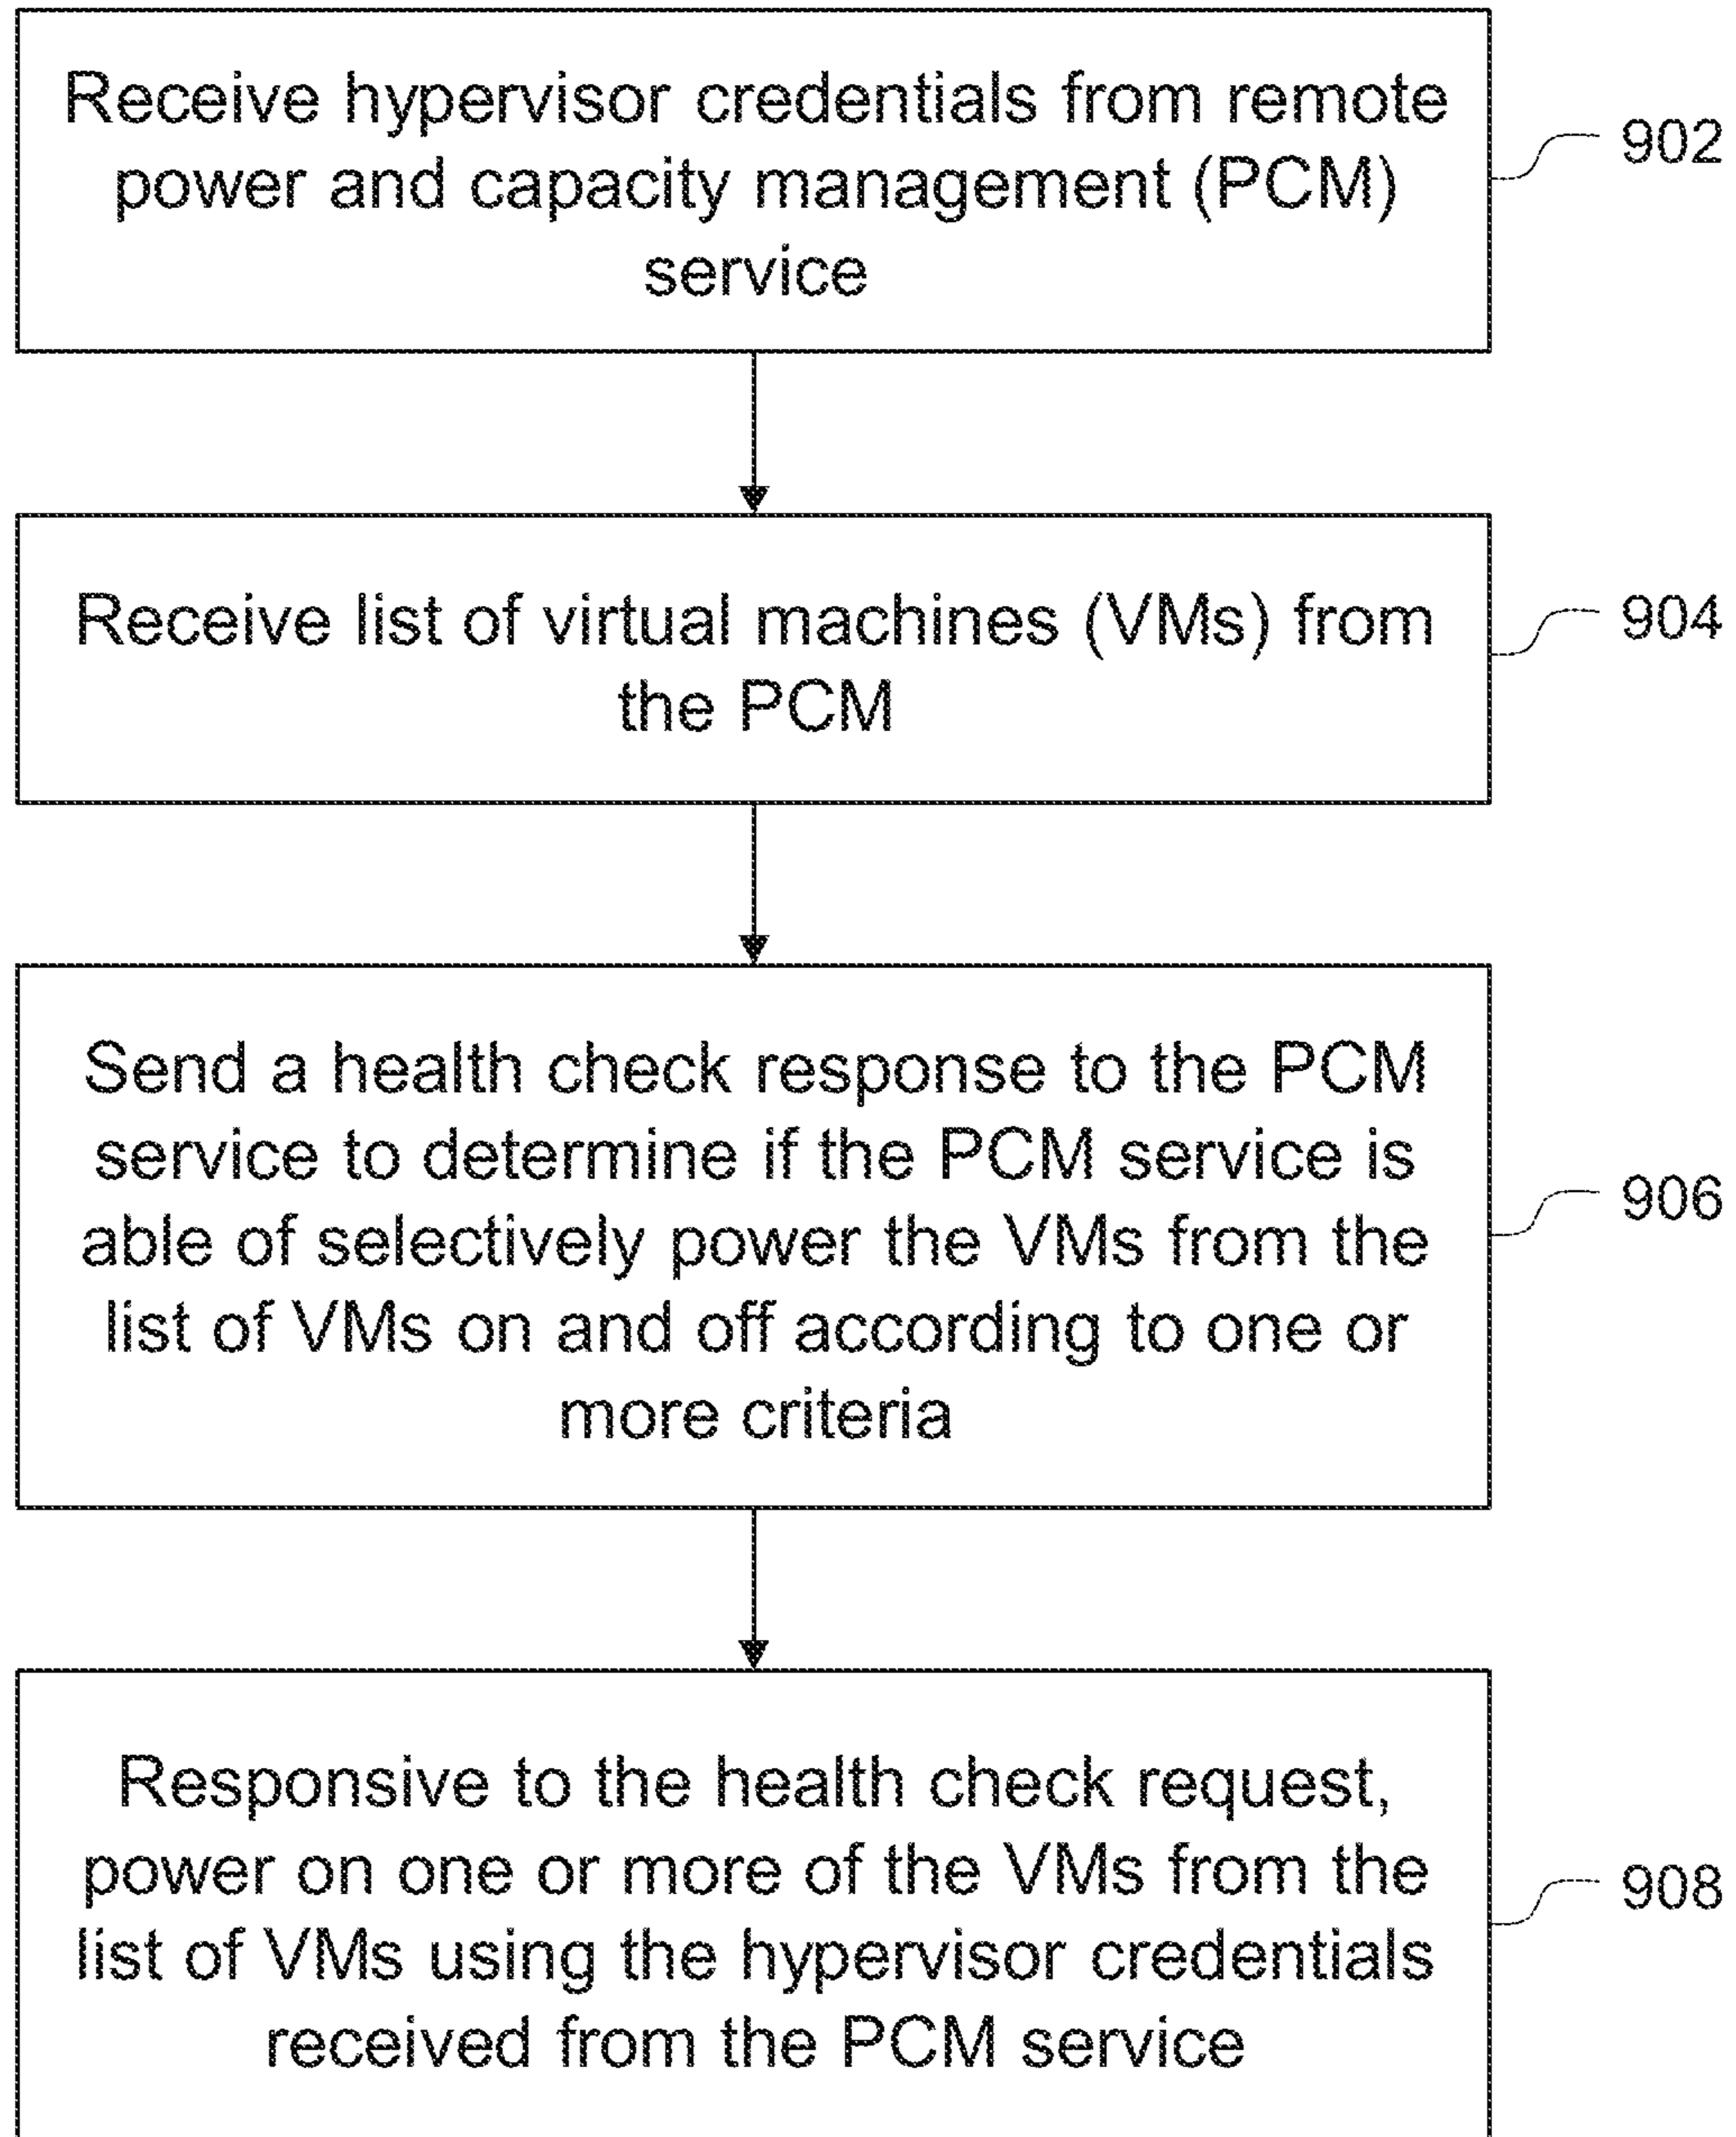 Receive hypervisor credentials from remote
power and capacity management (PCM)
service
902
Receive list of virtual machines (VMs) from
the PCM
904
Send a health check response to the PCM
service to determine if the PCM service is
able of selectively power the VMs from the
list of VMs on and off according to one or
more criteria
906
Responsive to the health check request,
power on one or more of the VMs from the
list of VMs using the hypervisor credentials
received from the PCM service
908